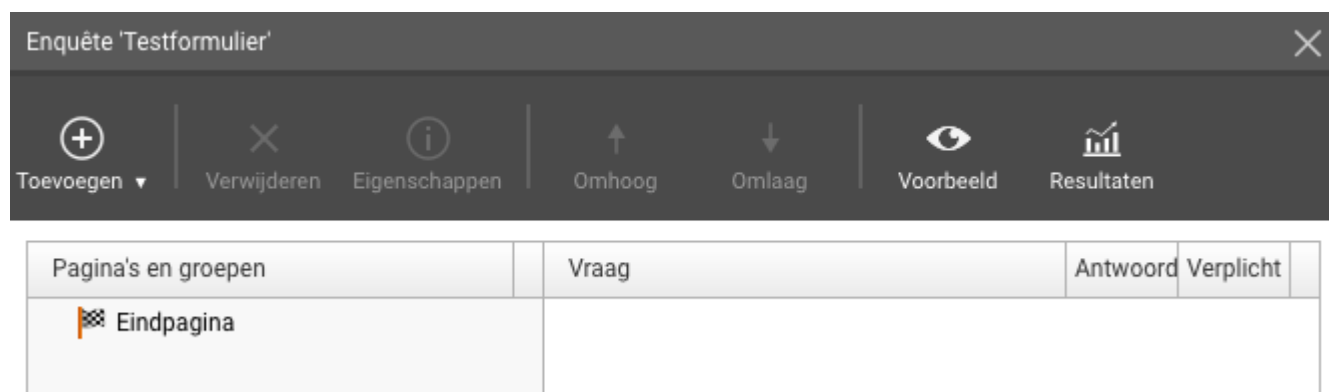 Enquête 'Testformulier'
Toevoegen Verwijderen Eigenschappen Omhoog Omlaag Voorbeeld Resultaten
Pagina's en groepen Vraag Antwoord Verplicht
Eindpagina